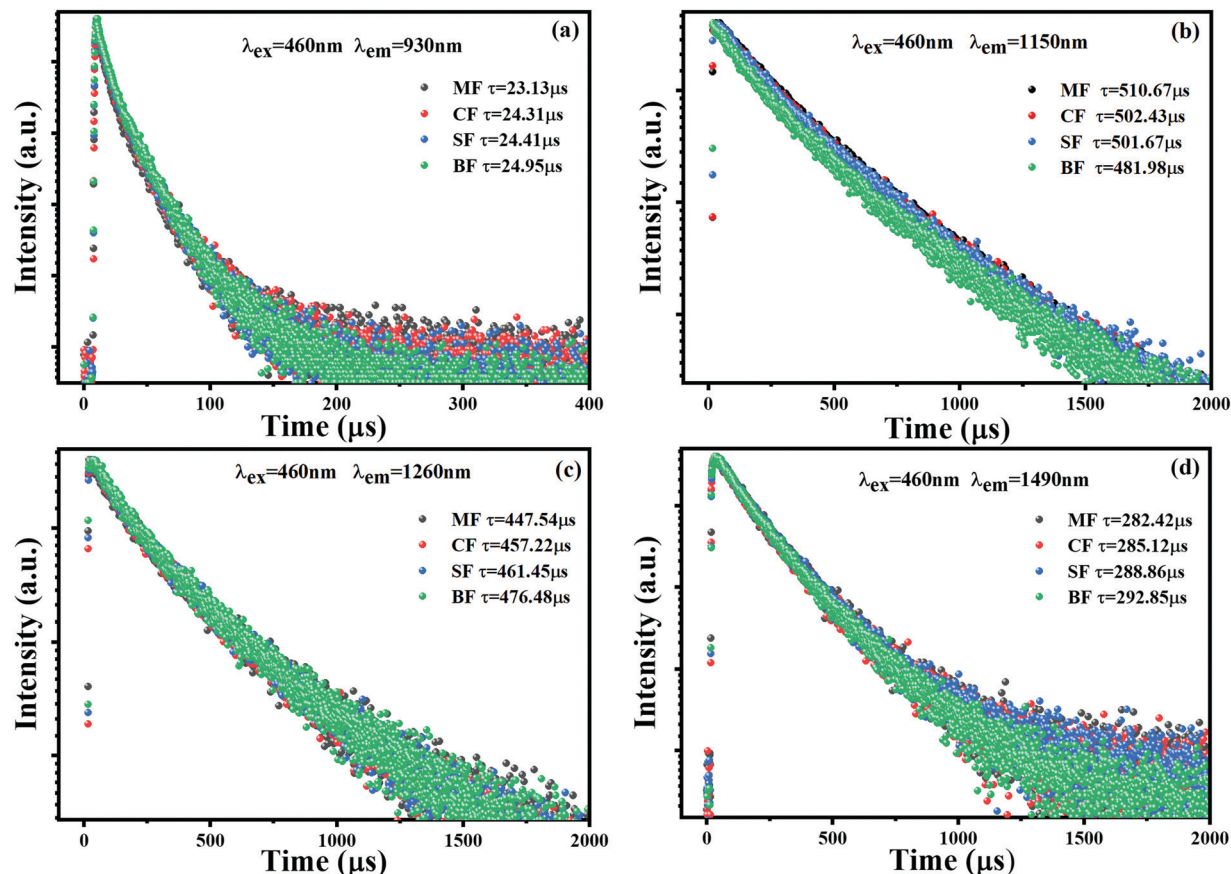 (a)
λex=460nm λem=930nm
MF τ=23.13μs
CF τ=24.31μs
SF τ=24.41μs
BF τ=24.95μs
Intensity (a.u.)
0 100 200 300 400
Time (μs)
(b)
λex=460nm λem=1150nm
MF τ=510.67μs
CF τ=502.43μs
SF τ=501.67μs
BF τ=481.98μs
Intensity (a.u.)
0 500 1000 1500 2000
Time (μs)
(c)
λex=460nm λem=1260nm
MF τ=447.54μs
CF τ=457.22μs
SF τ=461.45μs
BF τ=476.48μs
Intensity (a.u.)
0 500 1000 1500 2000
Time (μs)
(d)
λex=460nm λem=1490nm
MF τ=282.42μs
CF τ=285.12μs
SF τ=288.86μs
BF τ=292.85μs
Intensity (a.u.)
0 500 1000 1500 2000
Time (μs)